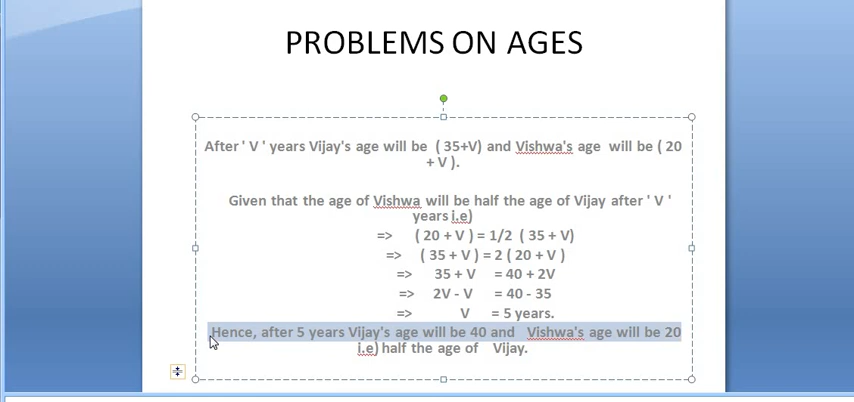 PROBLEMS ON AGES
After ' V ' years Vijay's age will be ( 35+V) and Vishwa's age will be ( 20
+ V ).
Given that the age of Vishwa will be half the age of Vijay after ' V '
years i.e)
=> ( 20 + V ) = 1/2 ( 35 + V)
=> ( 35 + V ) = 2 ( 20 + V )
=> 35 + V = 40 + 2V
=> 2V - V = 40 - 35
=> V = 5 years.
Hence, after 5 years Vijay's age will be 40 and Vishwa's age will be 20
i.e) half the age of Vijay.